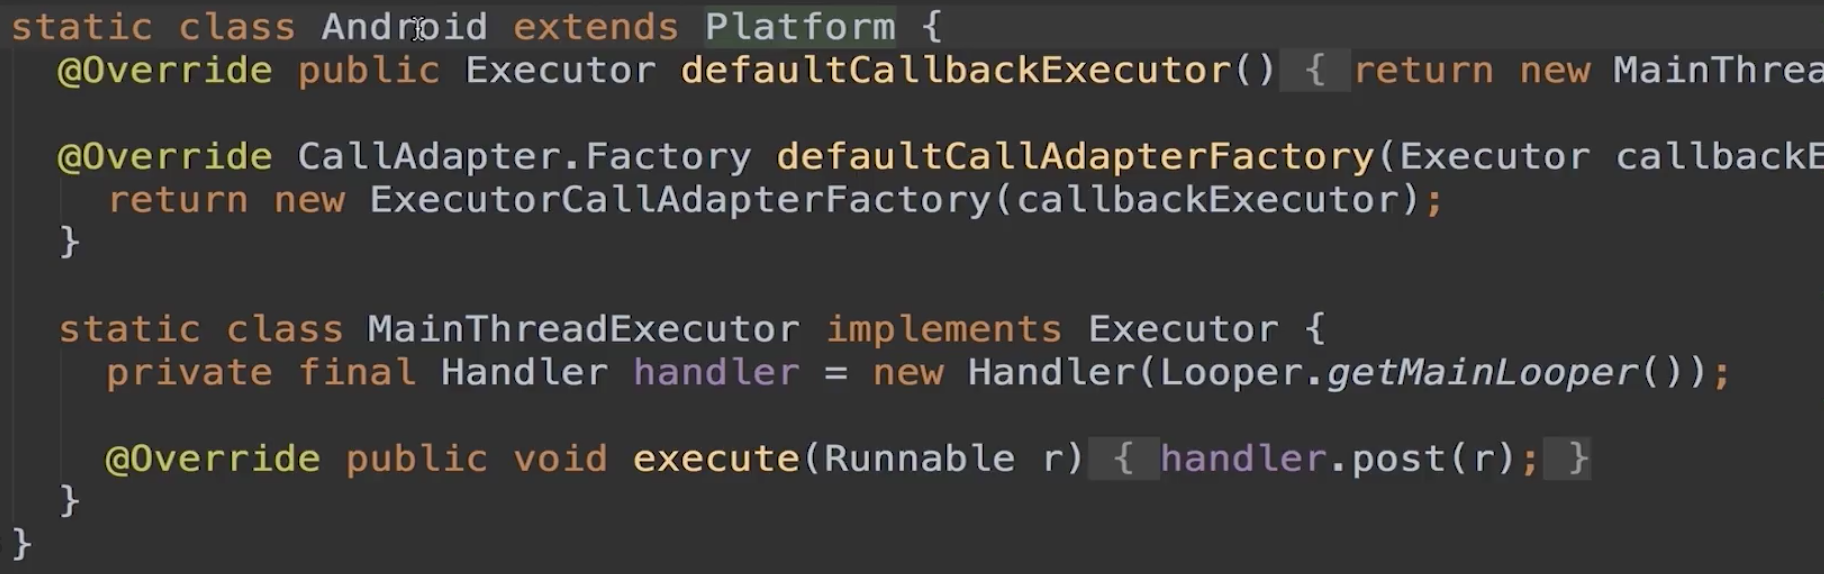 static class Android extends Platform {
@Override public Executor defaultCallbackExecutor() { return new MainThrea
@Override CallAdapter.Factory defaultCallAdapterFactory(Executor callbackE
return new ExecutorCallAdapterFactory(callbackExecutor);
}
static class MainThreadExecutor implements Executor {
private final Handler handler = new Handler(Looper.getMainLooper());
@Override public void execute(Runnable r) { handler.post(r); }
}
}